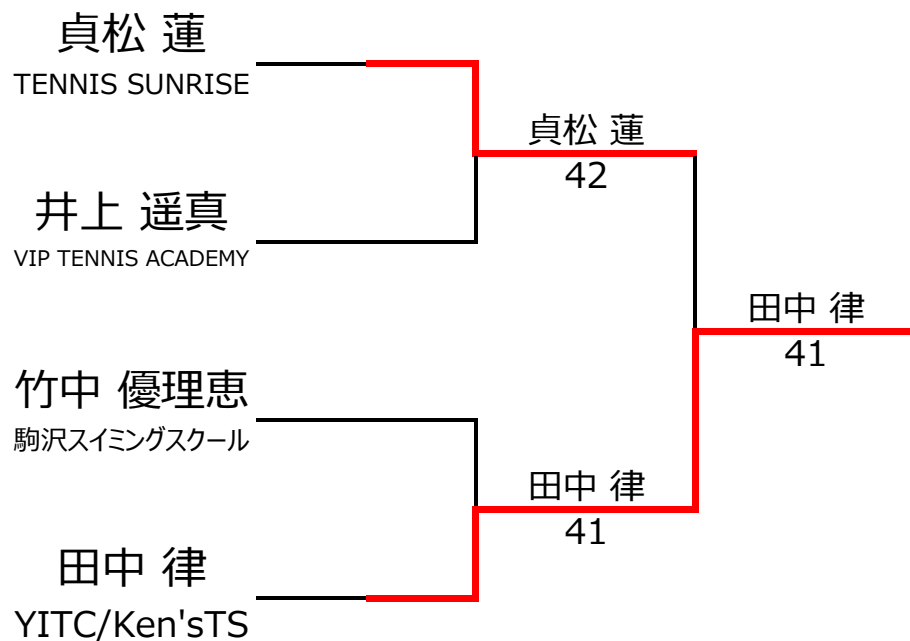 貞松 蓮
TENNIS SUNRISE
貞松 蓮
42
井上 遥真
VIP TENNIS ACADEMY
田中 律
41
竹中 優理恵
駒沢スイミングスクール
田中 律
41
田中 律
YITC/Ken'sTS